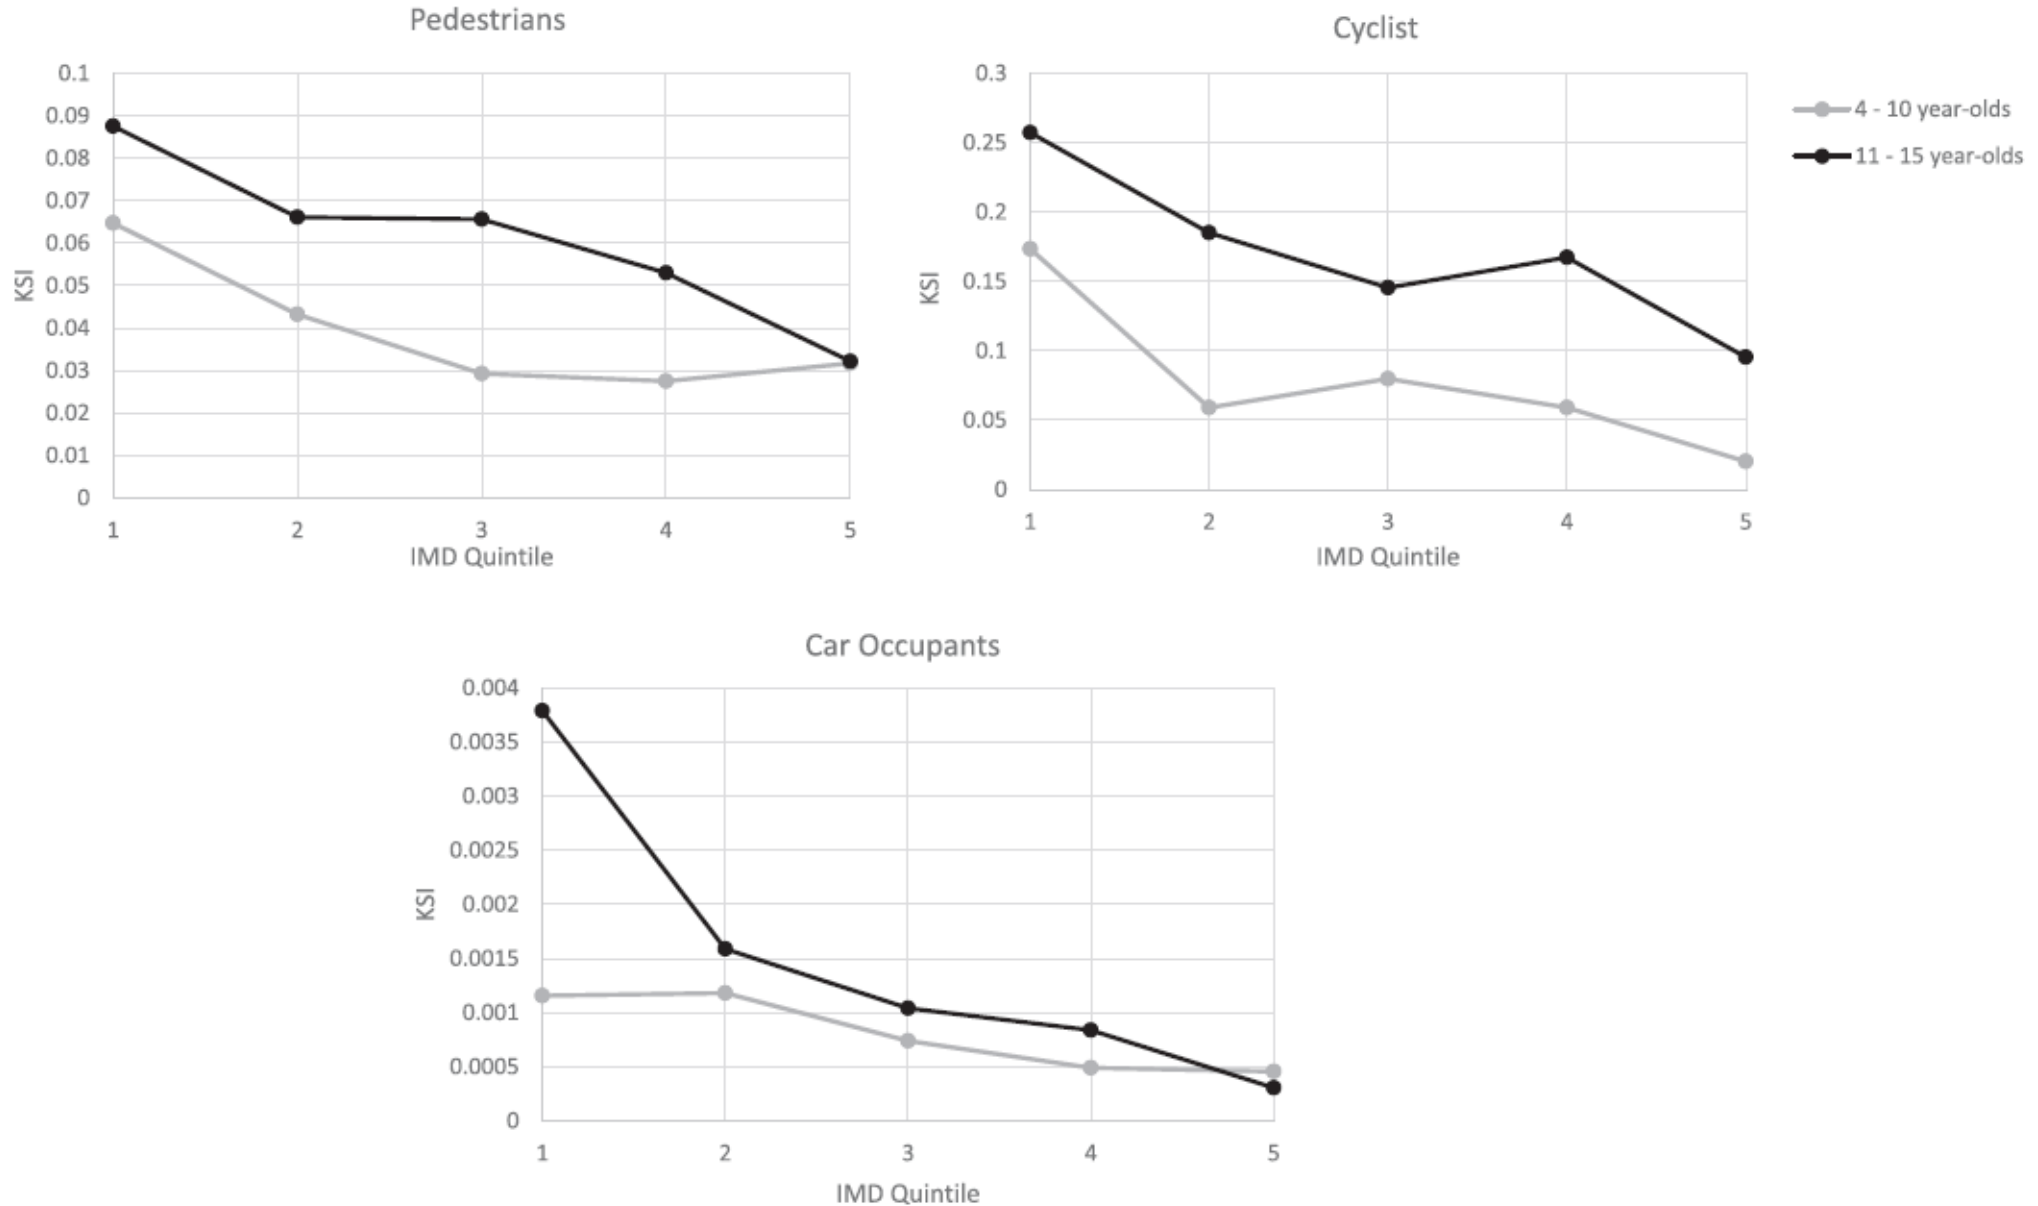 Pedestrians
0.1
0.09
0.08
0.07
0.06
0.05
0.04
0.03
0.02
0.01
0
KSI
1 2 3 4 5
IMD Quintile
Cyclist
0.3
0.25
0.2
0.15
0.1
0.05
0
KSI
1 2 3 4 5
IMD Quintile
4 - 10 year-olds
11 - 15 year-olds
Car Occupants
0.004
0.0035
0.003
0.0025
0.002
0.0015
0.001
0.0005
0
KSI
1 2 3 4 5
IMD Quintile